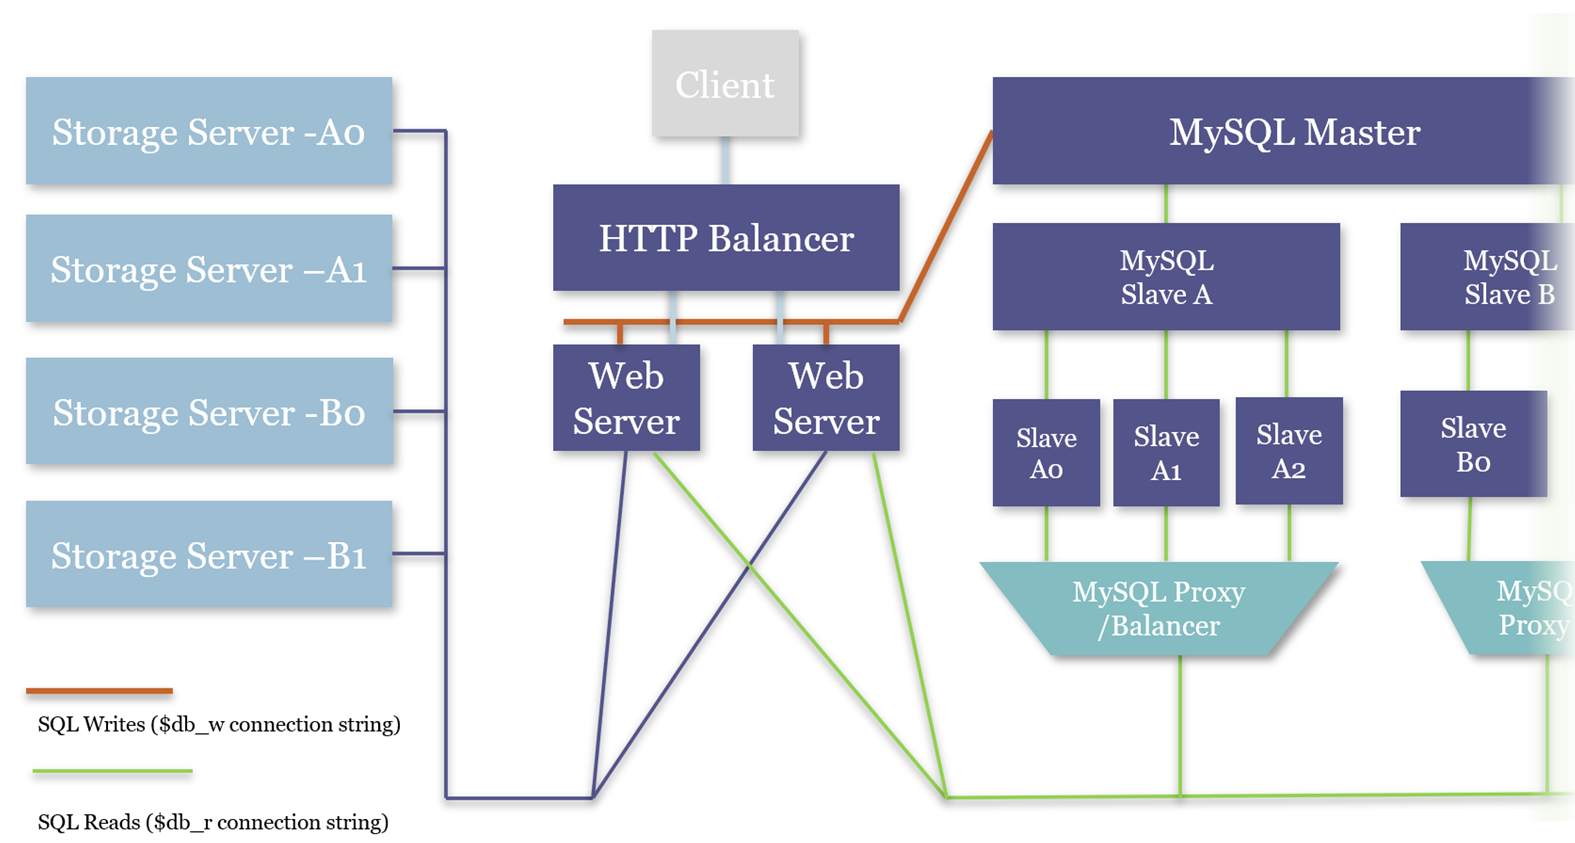 Client
Storage Server -A0
MySQL Master
HTTP Balancer
Storage Server –A1
MySQL
Slave A
MySQL
Slave B
Web
Server
Web
Server
Storage Server -B0
Slave
A0
Slave
A1
Slave
A2
Slave
B0
Storage Server –B1
MySQL Proxy
/Balancer
MySQ
Proxy
SQL Writes ($db_w connection string)
SQL Reads ($db_r connection string)